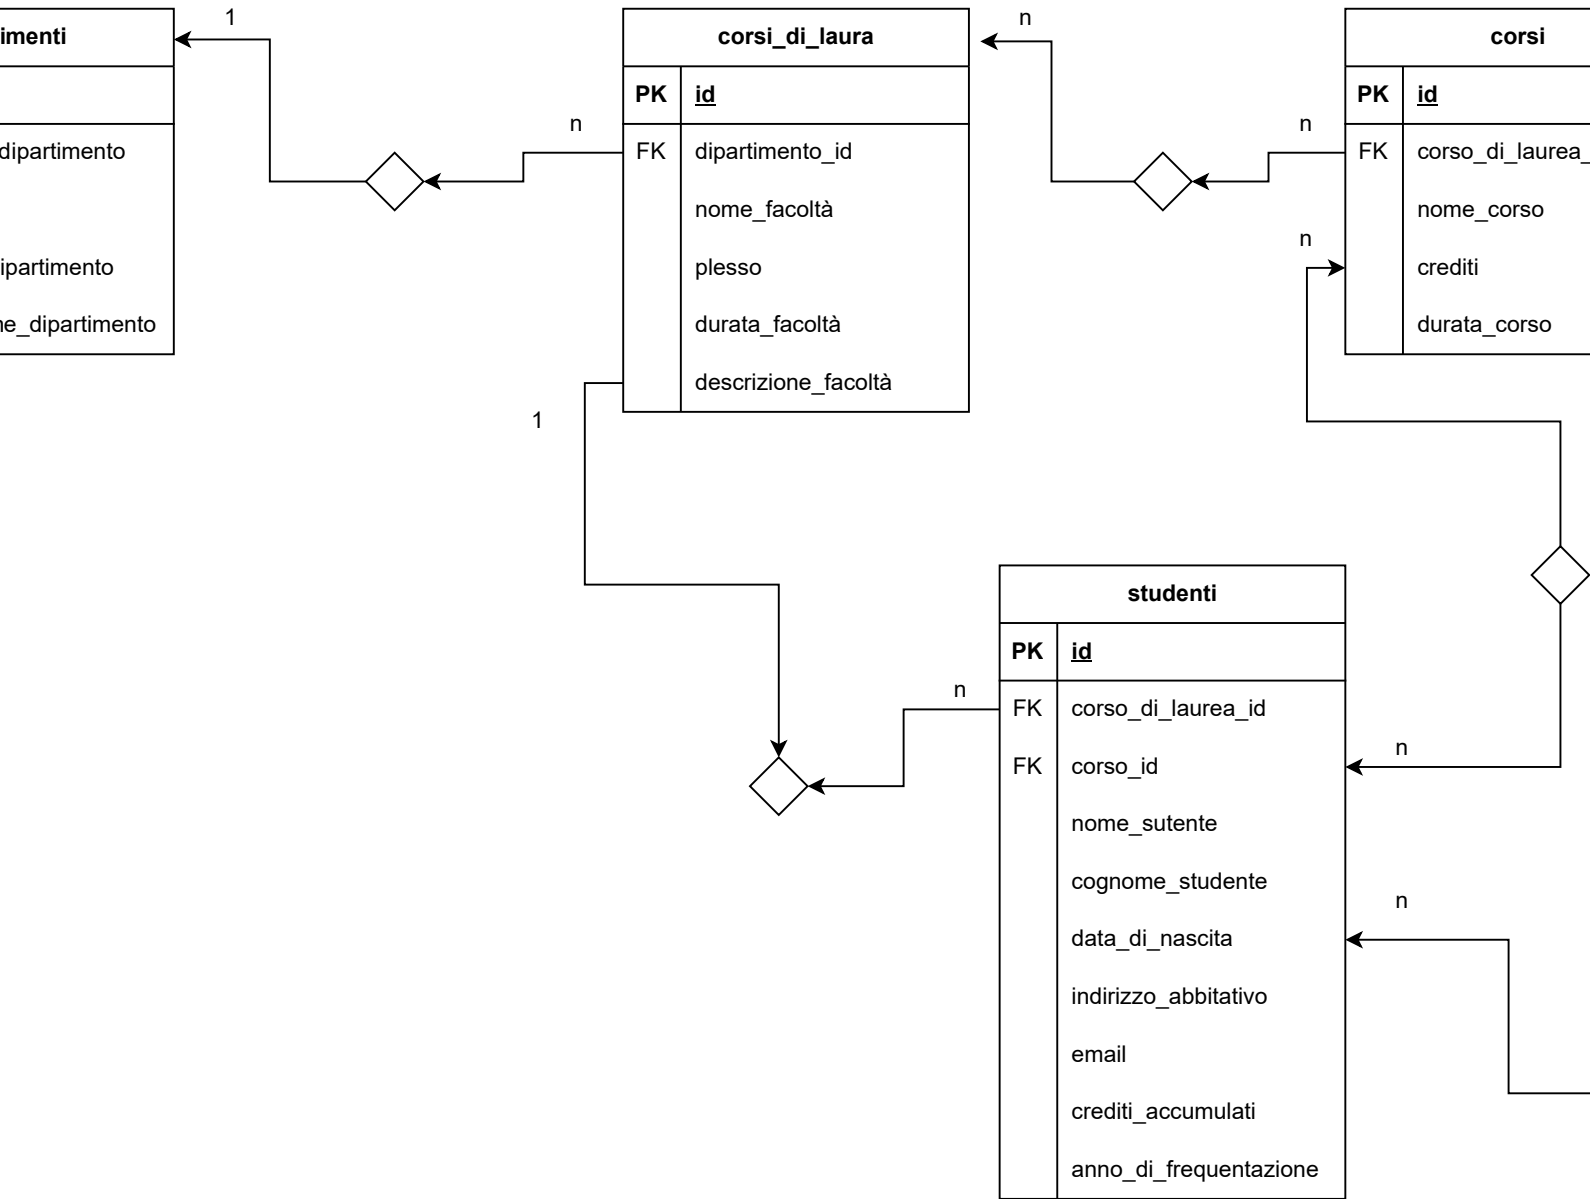 imenti
dipartimento
ipartimento
ne_dipartimento
1
n
corsi_di_laura
PK id
FK dipartimento_id
nome_facoltà
plesso
durata_facoltà
descrizione_facoltà
1
n
n
n
corsi
PK id
FK corso_di_laurea_
nome_corso
crediti
durata_corso
studenti
PK id
FK corso_di_laurea_id
FK corso_id
nome_sutente
cognome_studente
data_di_nascita
indirizzo_abbitativo
email
crediti_accumulati
anno_di_frequentazione
n
n
n